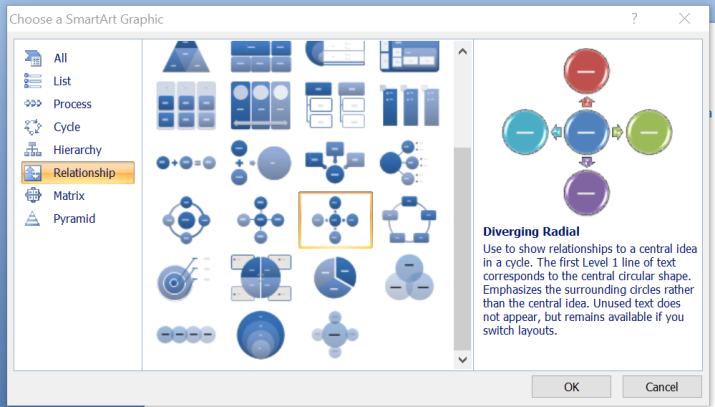 Choose a SmartArt Graphic
All
List
Process
Cycle
Hierarchy
Relationship
Matrix
Pyramid
Diverging Radial
Use to show relationships to a central idea
in a cycle. The first Level 1 line of text
corresponds to the central circular shape.
Emphasizes the surrounding circles rather
than the central idea. Unused text does
not appear, but remains available if you
switch layouts.
OK
Cancel